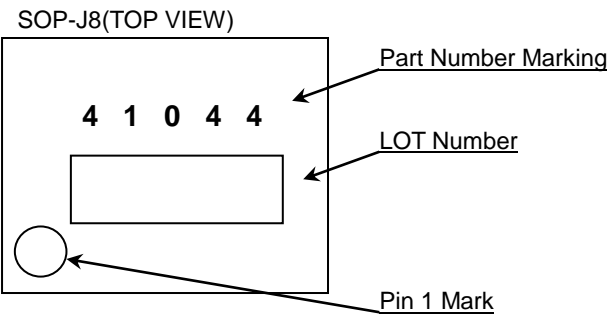 SOP-J8(TOP VIEW)
Part Number Marking
4 1 0 4 4
LOT Number
Pin 1 Mark